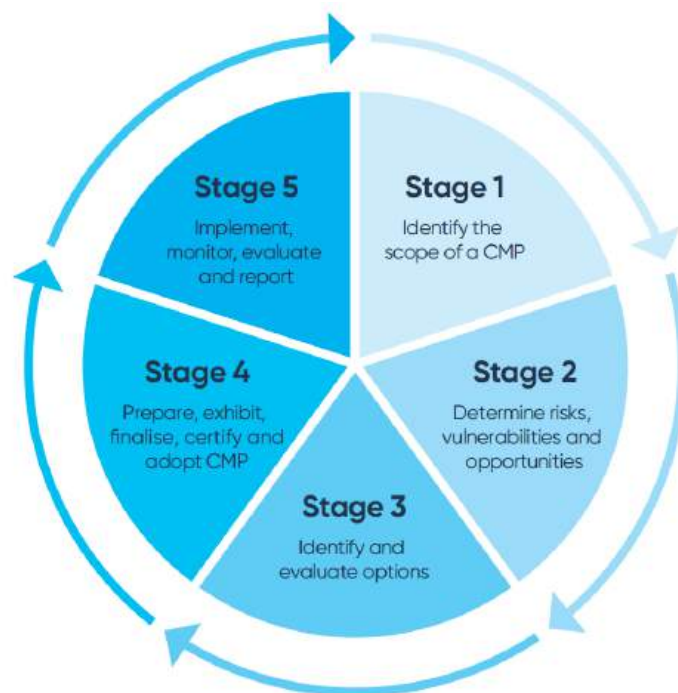 Stage 1
Identify the
scope of a CMP
Stage 2
Determine risks,
vulnerabilities and
opportunities
Stage 3
Identify and
evaluate options
Stage 4
Prepare, exhibit,
finalise, certify and
adopt CMP
Stage 5
Implement,
monitor, evaluate
and report